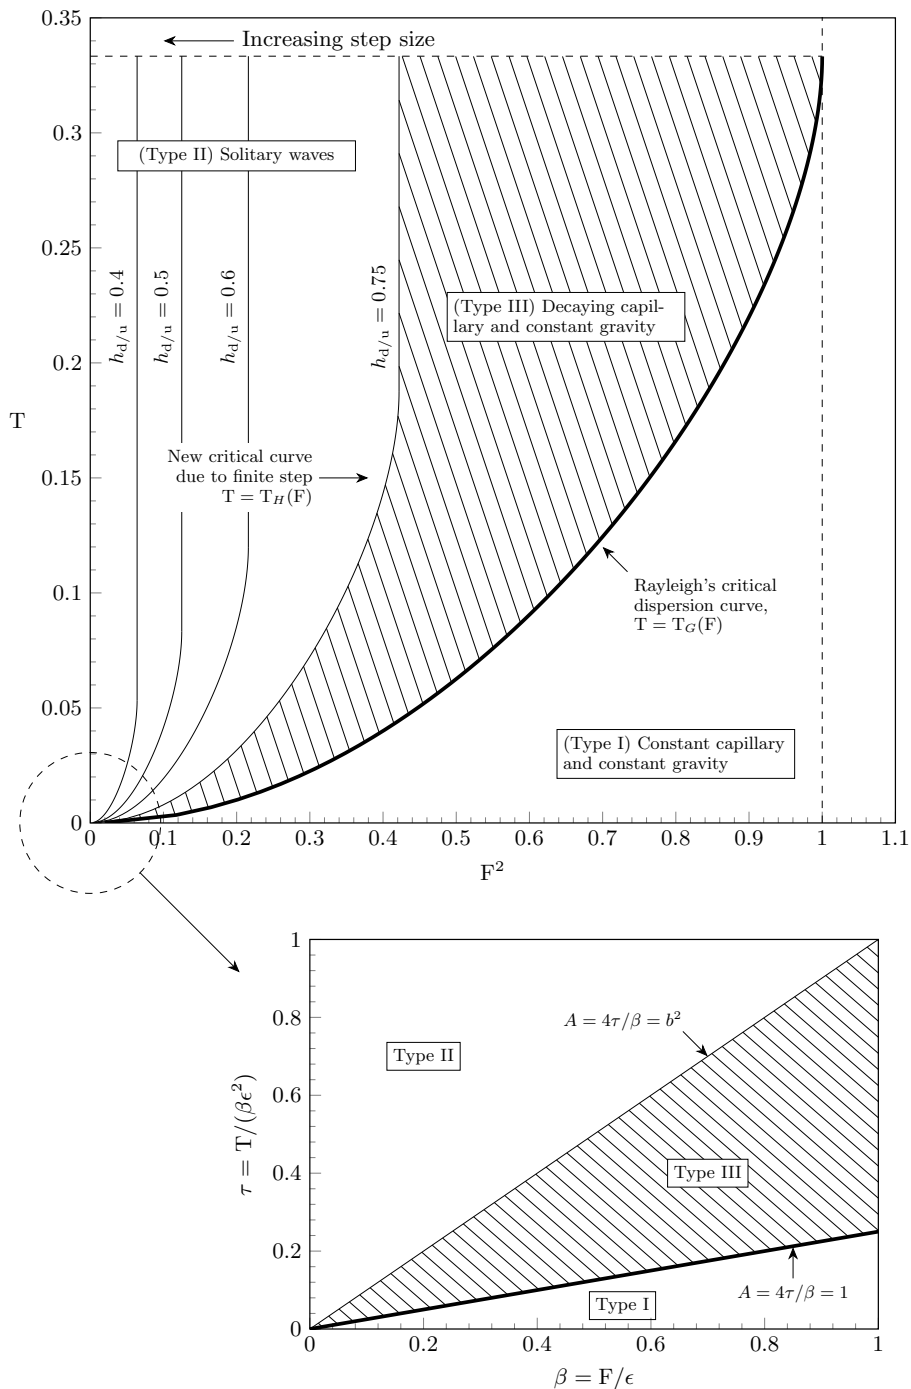 0.35
Increasing step size
0.3
(Type II) Solitary waves
0.25
h_{d/u} = 0.4
h_{d/u} = 0.5
h_{d/u} = 0.6
h_{d/u} = 0.75
(Type III) Decaying capil-
lary and constant gravity
0.2
T
New critical curve
due to finite step
T = T_H(F)
0.15
0.1
Rayleigh's critical
dispersion curve,
T = T_G(F)
0.05
(Type I) Constant capillary
and constant gravity
0
0 0.1 0.2 0.3 0.4 0.5 0.6 0.7 0.8 0.9 1 1.1
F²
1
0.8
A = 4τ/β = b²
Type II
0.6
τ = T/(βϵ²)
0.4
Type III
0.2
A = 4τ/β = 1
Type I
0
0 0.2 0.4 0.6 0.8 1
β = F/ϵ